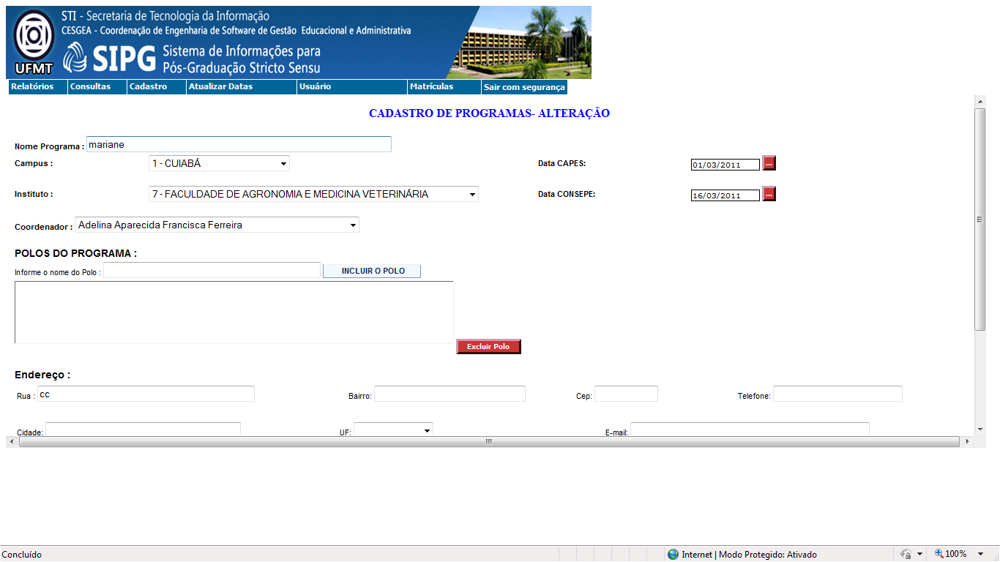 STI - Secretaria de Tecnologia da Informação
CESGEA - Coordenação de Engenharia de Software de Gestão Educacional e Administrativa
UFMT SIPG Sistema de Informações para
Pós-Graduação Stricto Sensu
Relatórios Consultas Cadastro Atualizar Datas Usuário Matrículas Sair com segurança
CADASTRO DE PROGRAMAS- ALTERAÇÃO
Nome Programa : mariane
Campus : 1 - CUIABÁ Data CAPES: 01/03/2011 ...
Instituto : 7 - FACULDADE DE AGRONOMIA E MEDICINA VETERINÁRIA Data CONSEPE: 16/03/2011 ...
Coordenador : Adelina Aparecida Francisca Ferreira
POLOS DO PROGRAMA :
Informe o nome do Polo : INCLUIR O POLO
Excluir Polo
Endereço :
Rua : cc Bairro: Cep: Telefone:
Cidade: UF: E-mail:
Concluído Internet | Modo Protegido: Ativado 100%